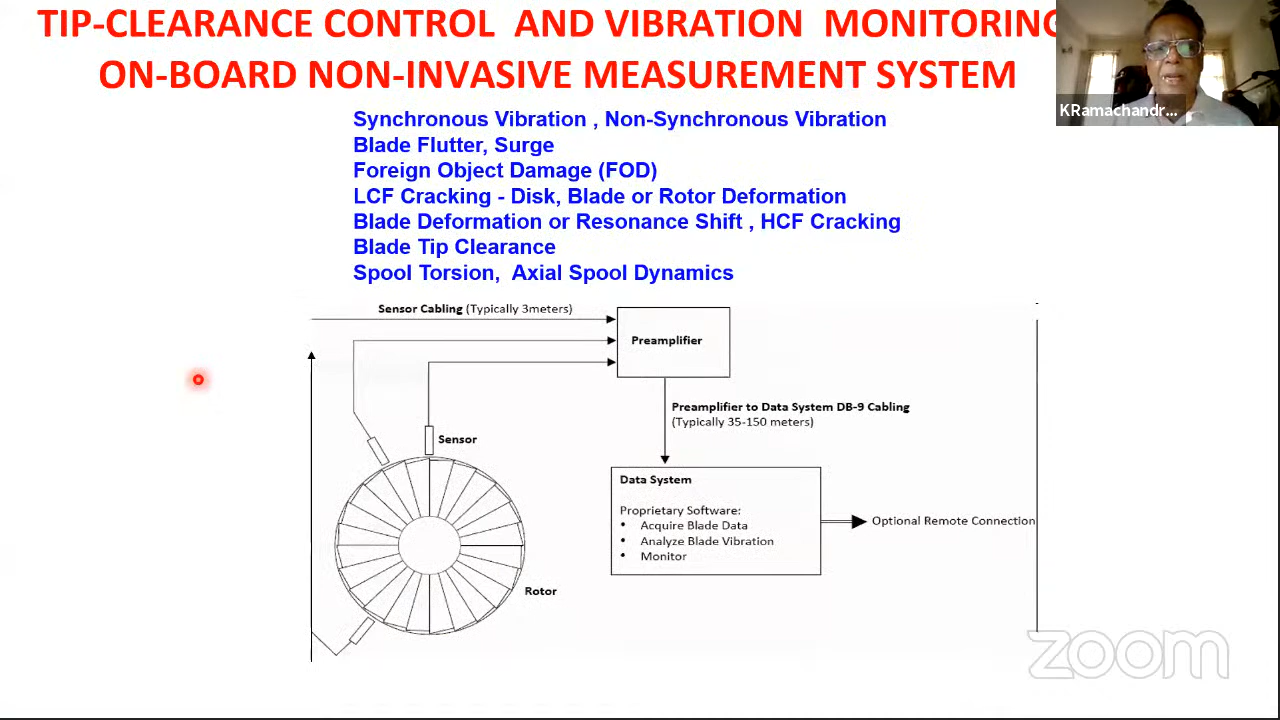 TIP-CLEARANCE CONTROL AND VIBRATION MONITORING
ON-BOARD NON-INVASIVE MEASUREMENT SYSTEM
KRamachandr...
Synchronous Vibration , Non-Synchronous Vibration
Blade Flutter, Surge
Foreign Object Damage (FOD)
LCF Cracking - Disk, Blade or Rotor Deformation
Blade Deformation or Resonance Shift , HCF Cracking
Blade Tip Clearance
Spool Torsion, Axial Spool Dynamics
Sensor Cabling (Typically 3meters)
Preamplifier
Preamplifier to Data System DB-9 Cabling
(Typically 35-150 meters)
Sensor
Data System
Proprietary Software:
• Acquire Blade Data
• Analyze Blade Vibration
• Monitor
Optional Remote Connection
Rotor
zoom